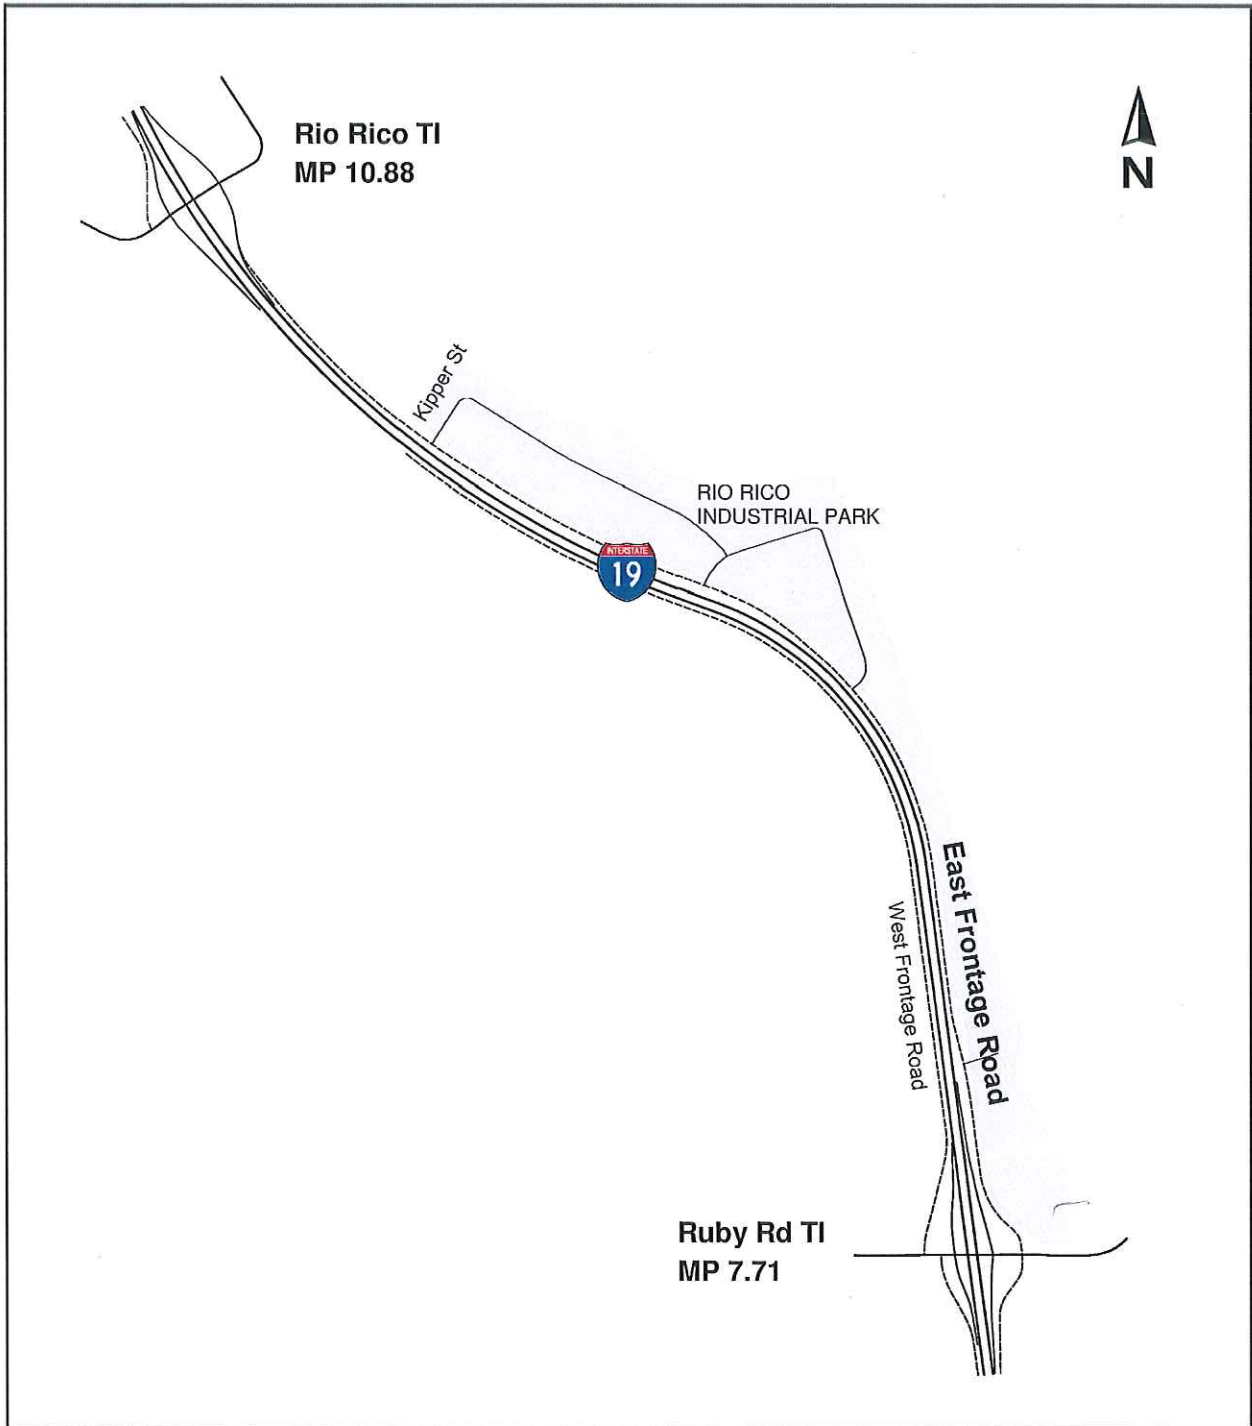 Rio Rico TI
MP 10.88
N
Kipper St
RIO RICO
INDUSTRIAL PARK
INTERSTATE
19
East Frontage Road
West Frontage Road
Ruby Rd TI
MP 7.71